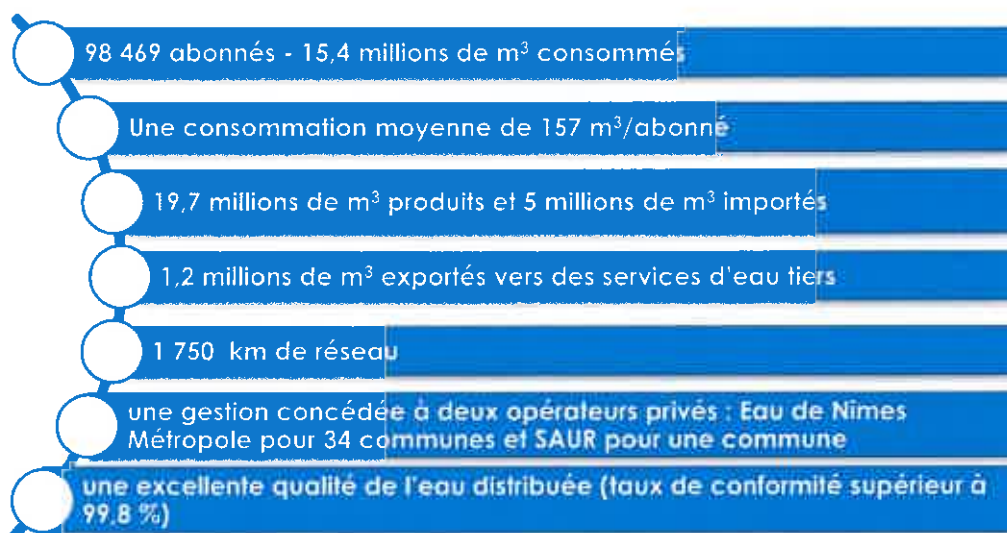 98 469 abonnés - 15,4 millions de m³ consommés
Une consommation moyenne de 157 m³/abonné
19,7 millions de m³ produits et 5 millions de m³ importés
1,2 millions de m³ exportés vers des services d'eau tiers
1 750 km de réseau
une gestion concédée à deux opérateurs privés : Eau de Nîmes
Métropole pour 34 communes et SAUR pour une commune
une excellente qualité de l'eau distribuée (taux de conformité supérieur à
99.8 %)